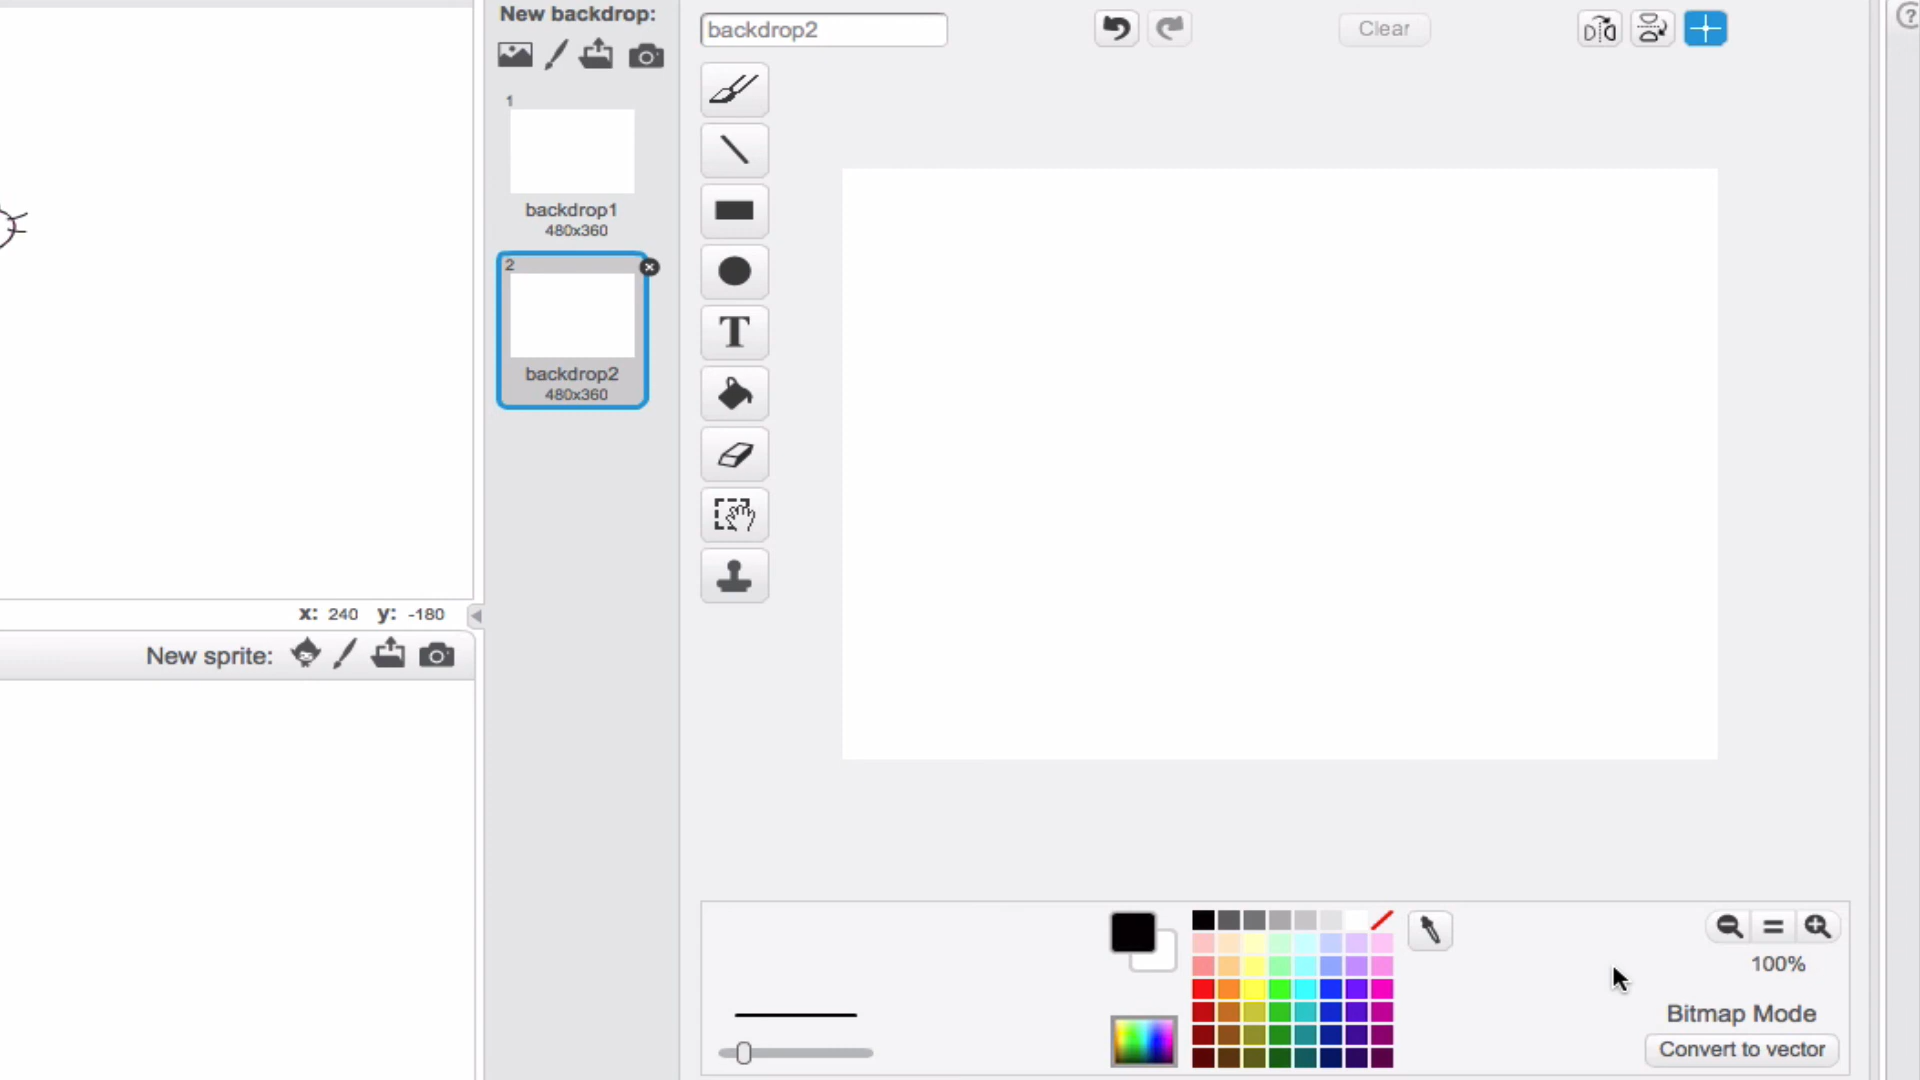 New backdrop:
1
backdrop1
480x360
2
backdrop2
480x360
backdrop2
Clear
T
x: 240 y: -180
New sprite:
100%
Bitmap Mode
Convert to vector
?